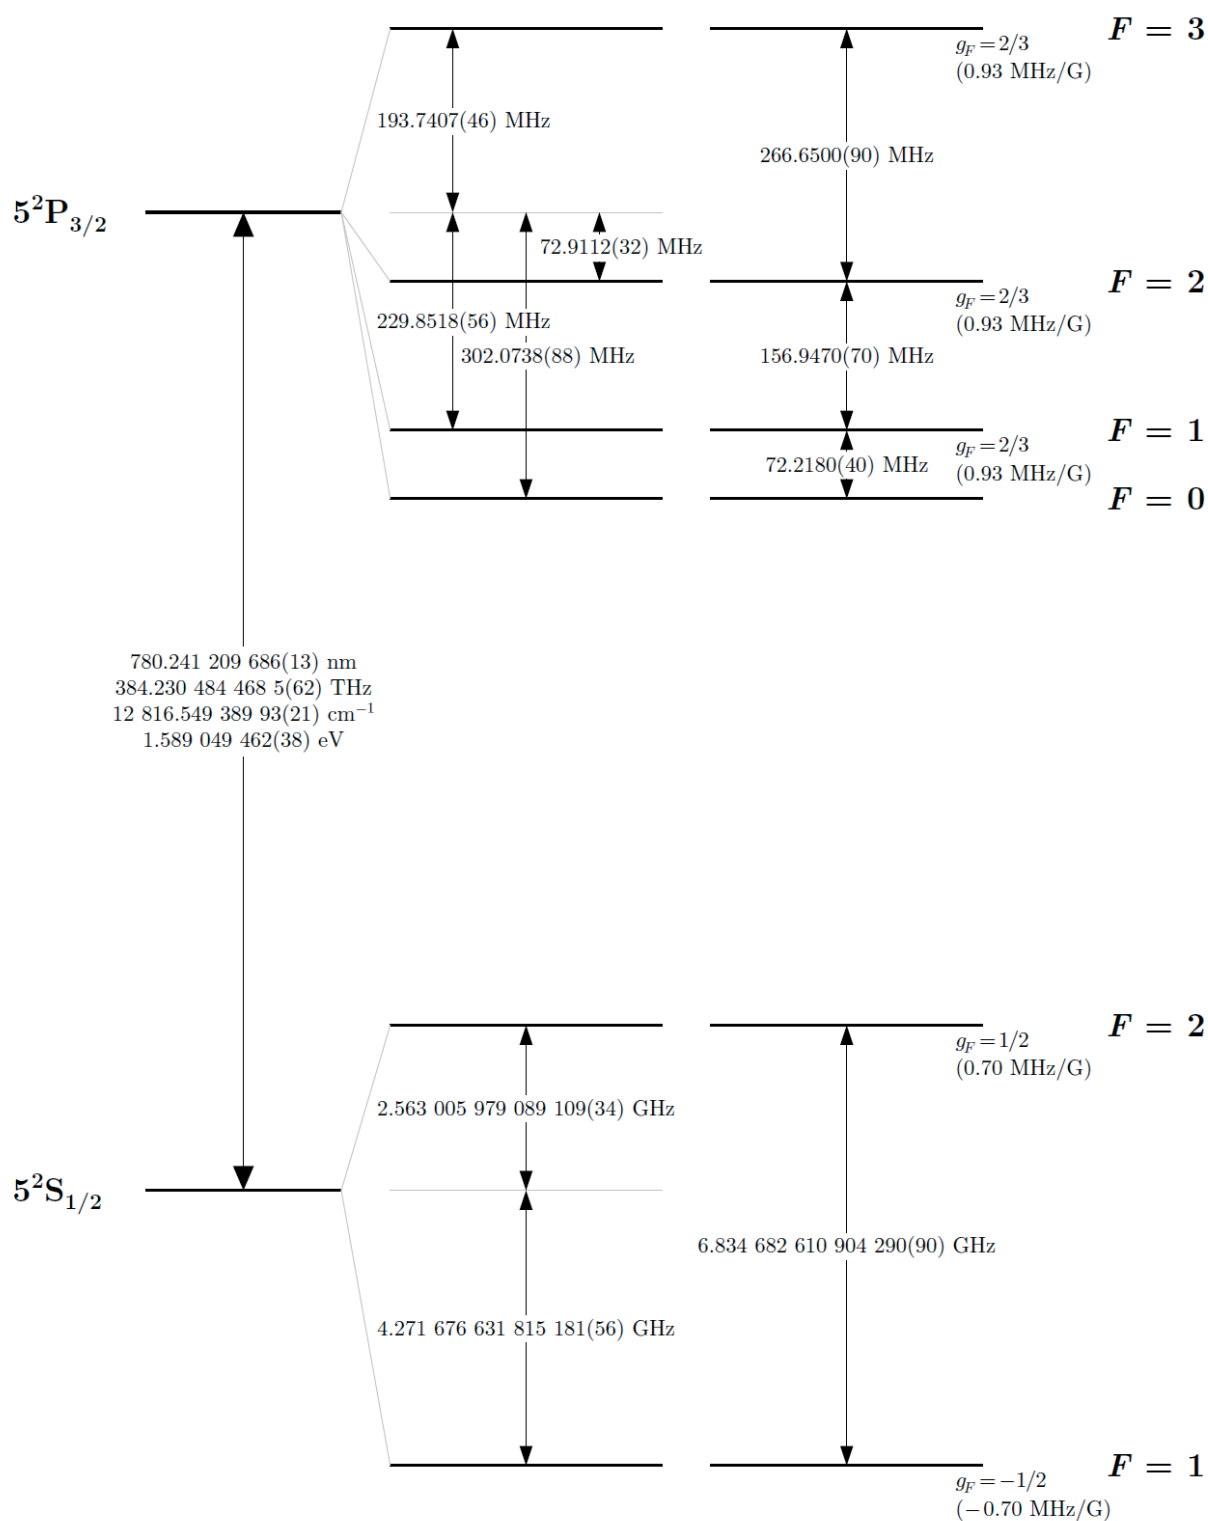 F = 3
g_F = 2/3
(0.93 MHz/G)
193.7407(46) MHz
266.6500(90) MHz
5²P₃/₂
72.9112(32) MHz
F = 2
g_F = 2/3
(0.93 MHz/G)
229.8518(56) MHz
302.0738(88) MHz
156.9470(70) MHz
F = 1
g_F = 2/3
(0.93 MHz/G)
72.2180(40) MHz
F = 0
780.241 209 686(13) nm
384.230 484 468 5(62) THz
12 816.549 389 93(21) cm⁻¹
1.589 049 462(38) eV
F = 2
g_F = 1/2
(0.70 MHz/G)
2.563 005 979 089 109(34) GHz
5²S₁/₂
6.834 682 610 904 290(90) GHz
4.271 676 631 815 181(56) GHz
F = 1
g_F = −1/2
(−0.70 MHz/G)